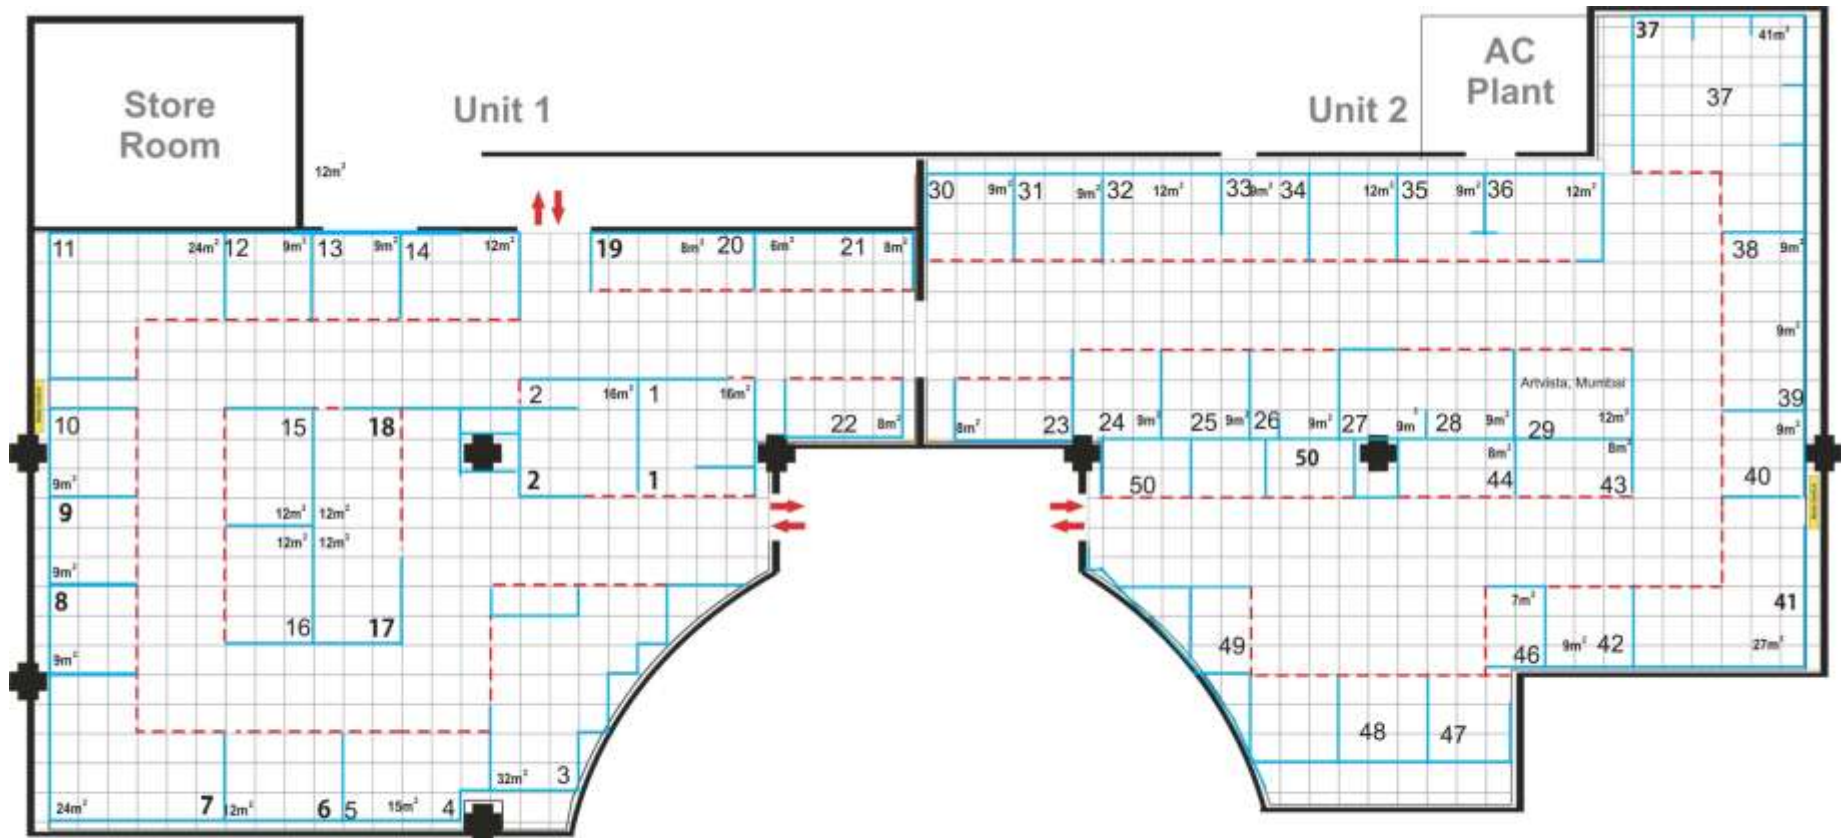 Store
Room
Unit 1
Unit 2
AC
Plant
37
41m²
37
12m²
30
9m²
31
9m²
32
12m²
33
9m²
34
12m²
35
9m²
36
12m²
11
24m²
12
9m²
13
9m²
14
12m²
19
8m²
20
6m²
21
8m²
38
9m²
9m²
Artvista, Mumbai
2
16m²
1
16m²
39
10
15
18
22
8m²
8m²
23
24
9m²
25
9m²
26
9m²
27
9m²
28
9m²
29
12m²
9m²
2
1
50
50
8m²
44
8m²
43
40
9m²
9
12m²
12m²
12m²
12m²
9m²
8
16
17
9m²
49
7m²
46
9m²
42
41
27m²
48
47
32m²
3
24m²
7
12m²
6
5
15m²
4